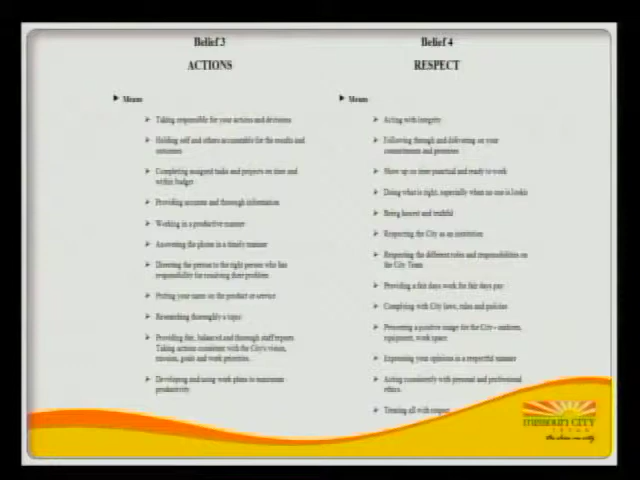 Belief 3
ACTIONS
Means
Taking responsible for your actions and decisions
Holding self and others accountable for the results and
outcomes
Completing assigned tasks and projects on time and
within budget
Providing accurate and thorough information
Working in a productive manner
Answering the phone in a timely manner
Directing the person to the right person who has
responsibility for resolving their problem
Putting your name on the product or service
Researching thoroughly a topic
Providing fair, balanced and thorough staff reports
Taking actions consistent with the City's vision,
mission, goals and work priorities.
Developing and using work plans to maximize
productivity
Belief 4
RESPECT
Means
Acting with integrity
Following through and delivering on your
commitments and promises
Show up on time punctual and ready to work
Doing what is right, especially when no one is lookin
Being honest and truthful
Respecting the City as an institution
Respecting the different roles and responsibilities on
the City Team
Providing a fair days work for fair days pay
Complying with City laws, rules and policies
Presenting a positive image for the City - uniform,
equipment, work space
Expressing your opinions in a respectful manner
Acting consistently with personal and professional
ethics.
Treating all with respect
missouri CITY
TEXAS
the show me city